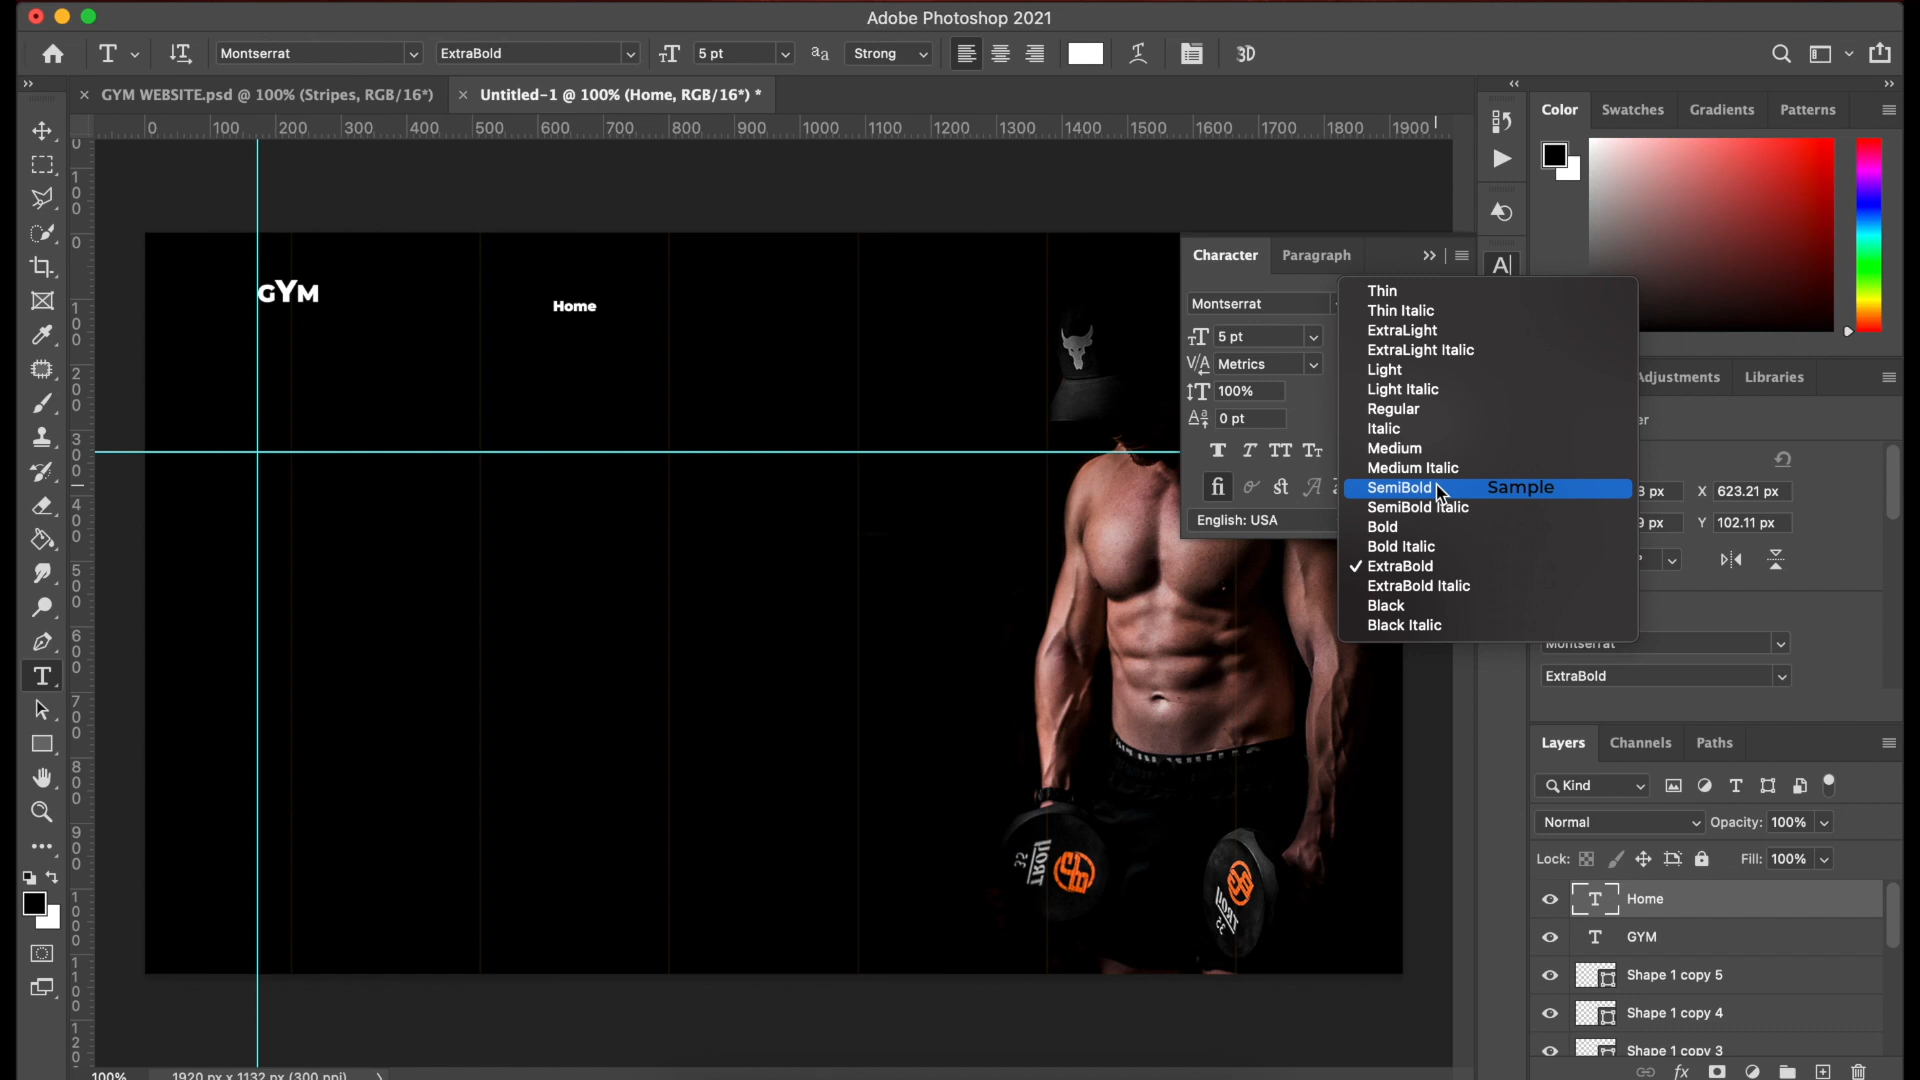 Adobe Photoshop 2021
Montserrat
ExtraBold
5 pt
Strong
3D
GYM WEBSITE.psd @ 100% (Stripes, RGB/16*)
Untitled-1 @ 100% (Home, RGB/16*) *
Color
Swatches
Gradients
Patterns
0 100 200 300 400 500 600 700 800 900 1000 1100 1200 1300 1400 1500 1600 1700 1800 1900
GYM
Home
Character
Paragraph
Montserrat
5 pt
Metrics
100%
0 pt
English: USA
Thin
Thin Italic
ExtraLight
ExtraLight Italic
Light
Light Italic
Regular
Italic
Medium
Medium Italic
SemiBold
Sample
SemiBold Italic
Bold
Bold Italic
ExtraBold
ExtraBold Italic
Black
Black Italic
Adjustments
Libraries
X 623.21 px
Y 102.11 px
Montserrat
ExtraBold
Layers
Channels
Paths
Kind
Normal
Opacity: 100%
Lock:
Fill: 100%
Home
GYM
Shape 1 copy 5
Shape 1 copy 4
Shape 1 copy 3
fx
100%
1920 px x 1132 px (300 ppi)